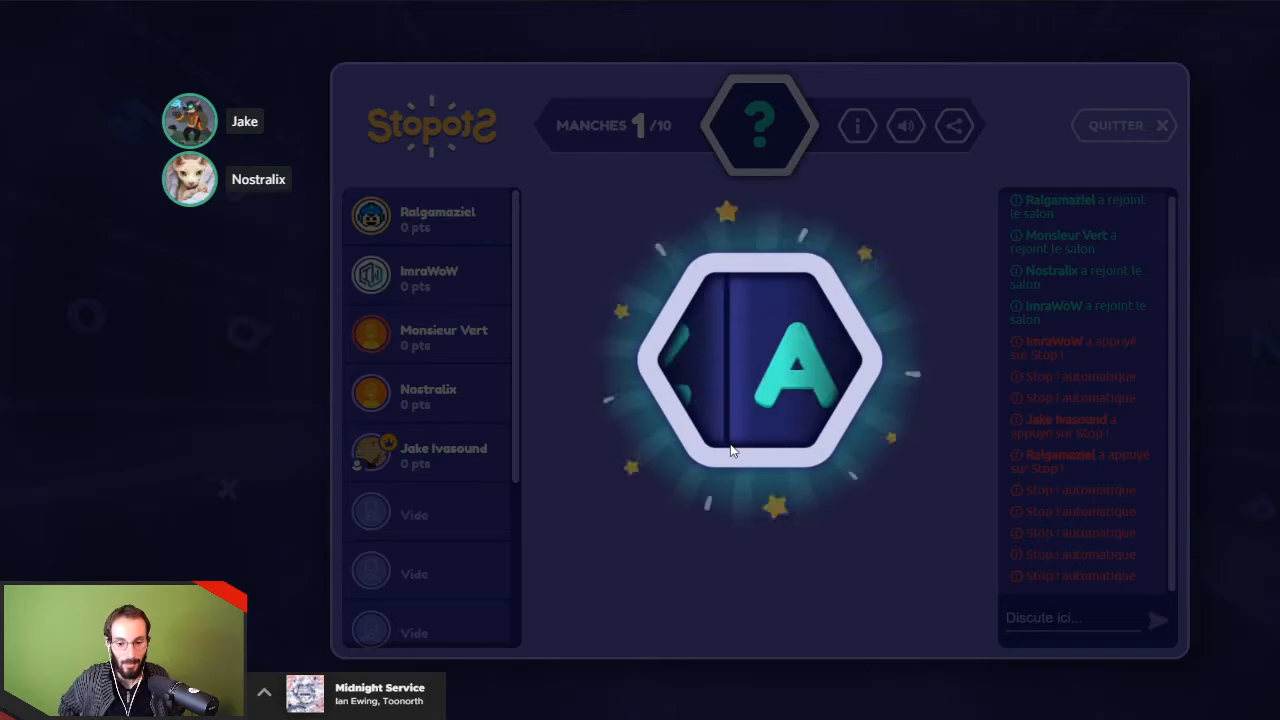 Jake
Nostralix
StopotS
MANCHES 1/10
?
i
QUITTER X
Ralgamaziel
0 pts
ImraWoW
0 pts
Monsieur Vert
0 pts
Nostralix
0 pts
Jake Ivasound
0 pts
Vide
Vide
Vide
A
Ralgamaziel a rejoint
le salon
Monsieur Vert a
rejoint le salon
Nostralix a rejoint le
salon
ImraWoW a rejoint le
salon
ImraWoW a appuyé
sur Stop !
Stop ! automatique
Stop ! automatique
Jake Ivasound a
appuyé sur Stop !
Ralgamaziel a appuyé
sur Stop !
Stop ! automatique
Stop ! automatique
Stop ! automatique
Stop ! automatique
Stop ! automatique
Discute ici...
Midnight Service
Ian Ewing, Toonorth